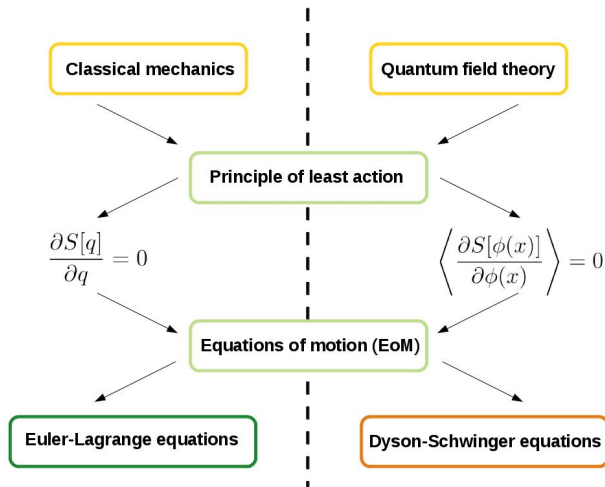 Classical mechanics
Quantum field theory
Principle of least action
∂S[q]/∂q = 0
⟨∂S[ϕ(x)]/∂ϕ(x)⟩ = 0
Equations of motion (EoM)
Euler-Lagrange equations
Dyson-Schwinger equations